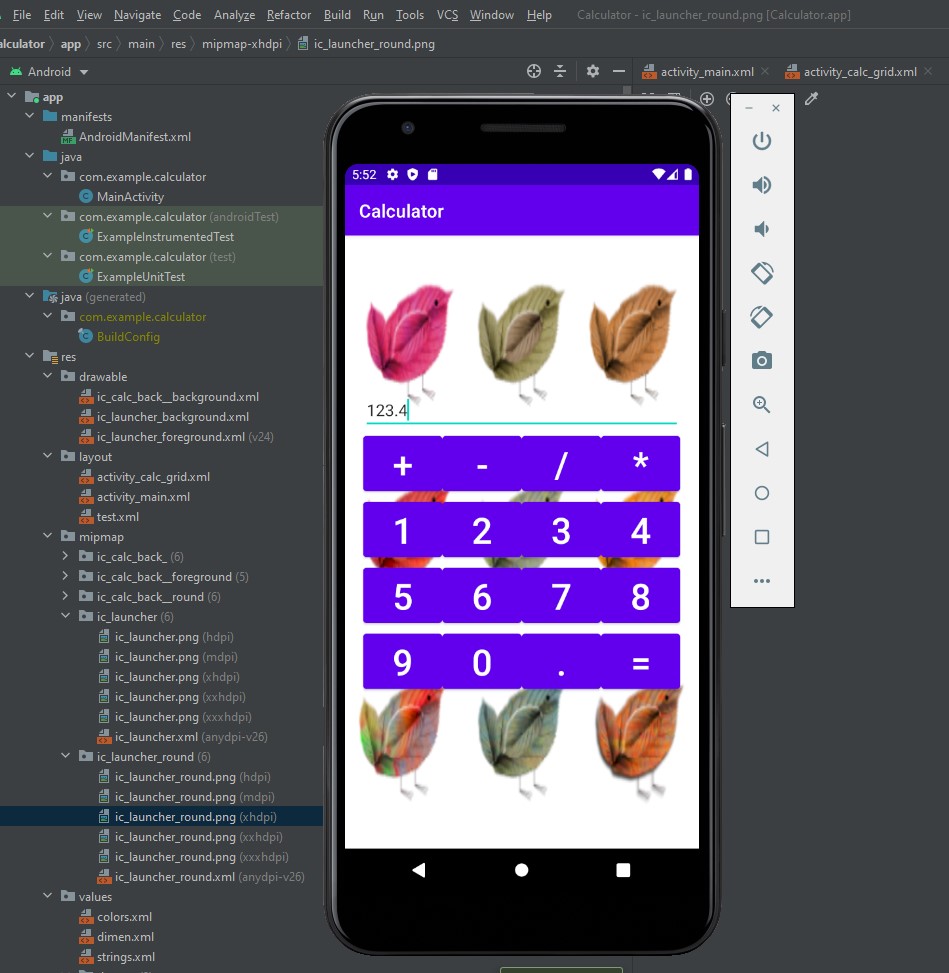 File Edit View Navigate Code Analyze Refactor Build Run Tools VCS Window Help Calculator - ic_launcher_round.png [Calculator.app]
alculator app src main res mipmap-xhdpi ic_launcher_round.png
Android activity_main.xml activity_calc_grid.xml
app
manifests
AndroidManifest.xml
java
com.example.calculator
MainActivity
com.example.calculator (androidTest)
ExampleInstrumentedTest
com.example.calculator (test)
ExampleUnitTest
java (generated)
com.example.calculator
BuildConfig
res
drawable
ic_calc_back__background.xml
ic_launcher_background.xml
ic_launcher_foreground.xml (v24)
layout
activity_calc_grid.xml
activity_main.xml
test.xml
mipmap
ic_calc_back_ (6)
ic_calc_back__foreground (5)
ic_calc_back__round (6)
ic_launcher (6)
ic_launcher.png (hdpi)
ic_launcher.png (mdpi)
ic_launcher.png (xhdpi)
ic_launcher.png (xxhdpi)
ic_launcher.png (xxxhdpi)
ic_launcher.xml (anydpi-v26)
ic_launcher_round (6)
ic_launcher_round.png (hdpi)
ic_launcher_round.png (mdpi)
ic_launcher_round.png (xhdpi)
ic_launcher_round.png (xxhdpi)
ic_launcher_round.png (xxxhdpi)
ic_launcher_round.xml (anydpi-v26)
values
colors.xml
dimen.xml
strings.xml
5:52
Calculator
123.4
+ - / *
1 2 3 4
5 6 7 8
9 0 . =